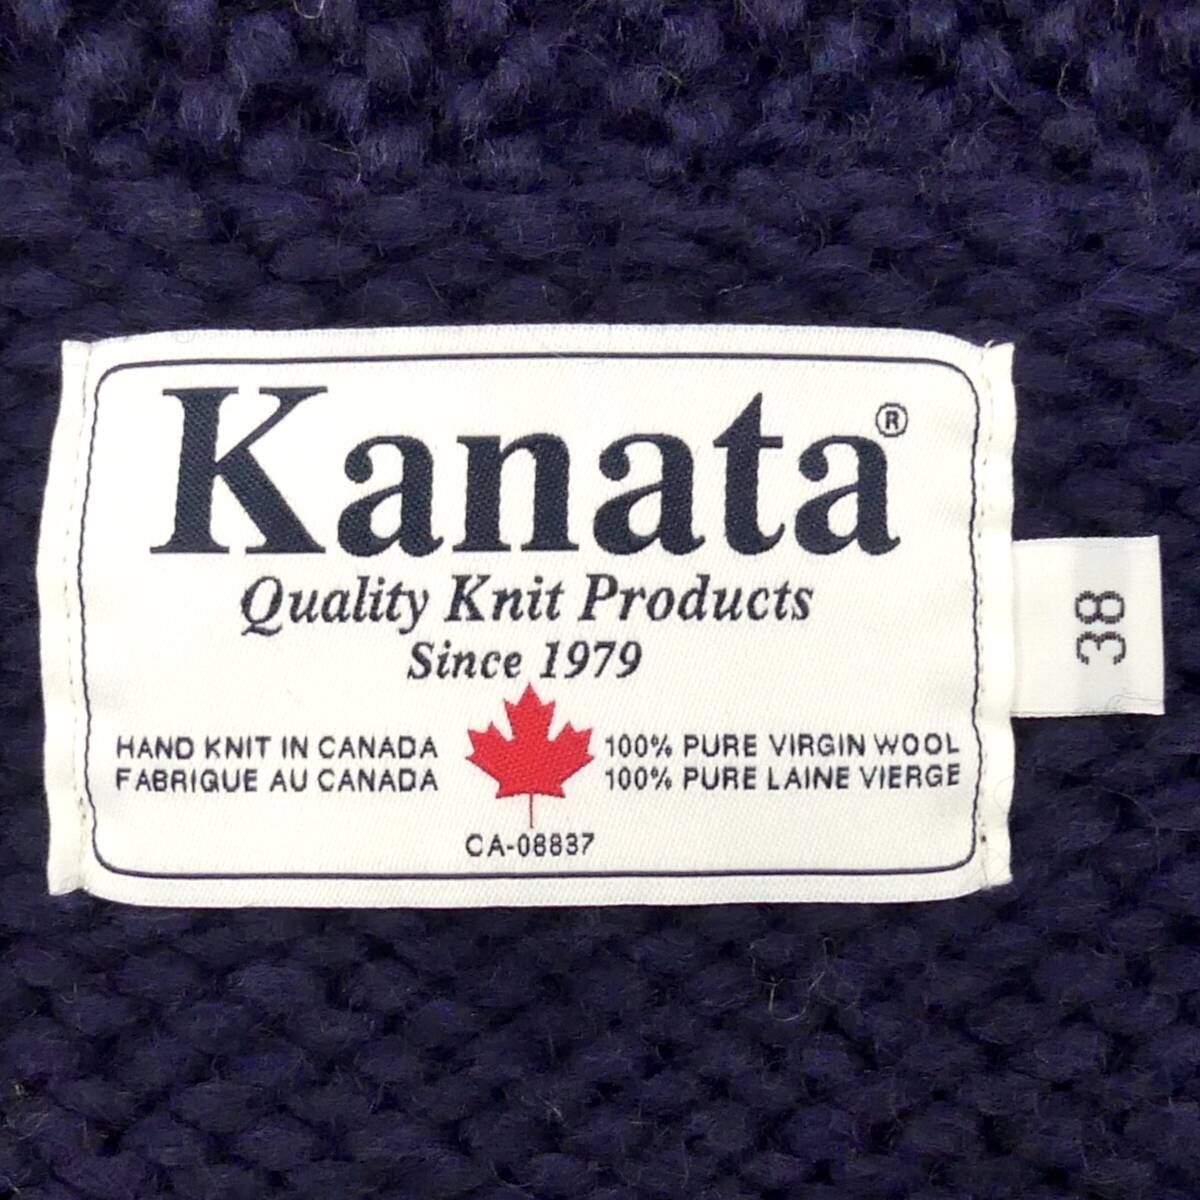 Kanata®
Quality Knit Products
Since 1979
HAND KNIT IN CANADA
FABRIQUE AU CANADA
100% PURE VIRGIN WOOL
100% PURE LAINE VIERGE
CA-08837
38